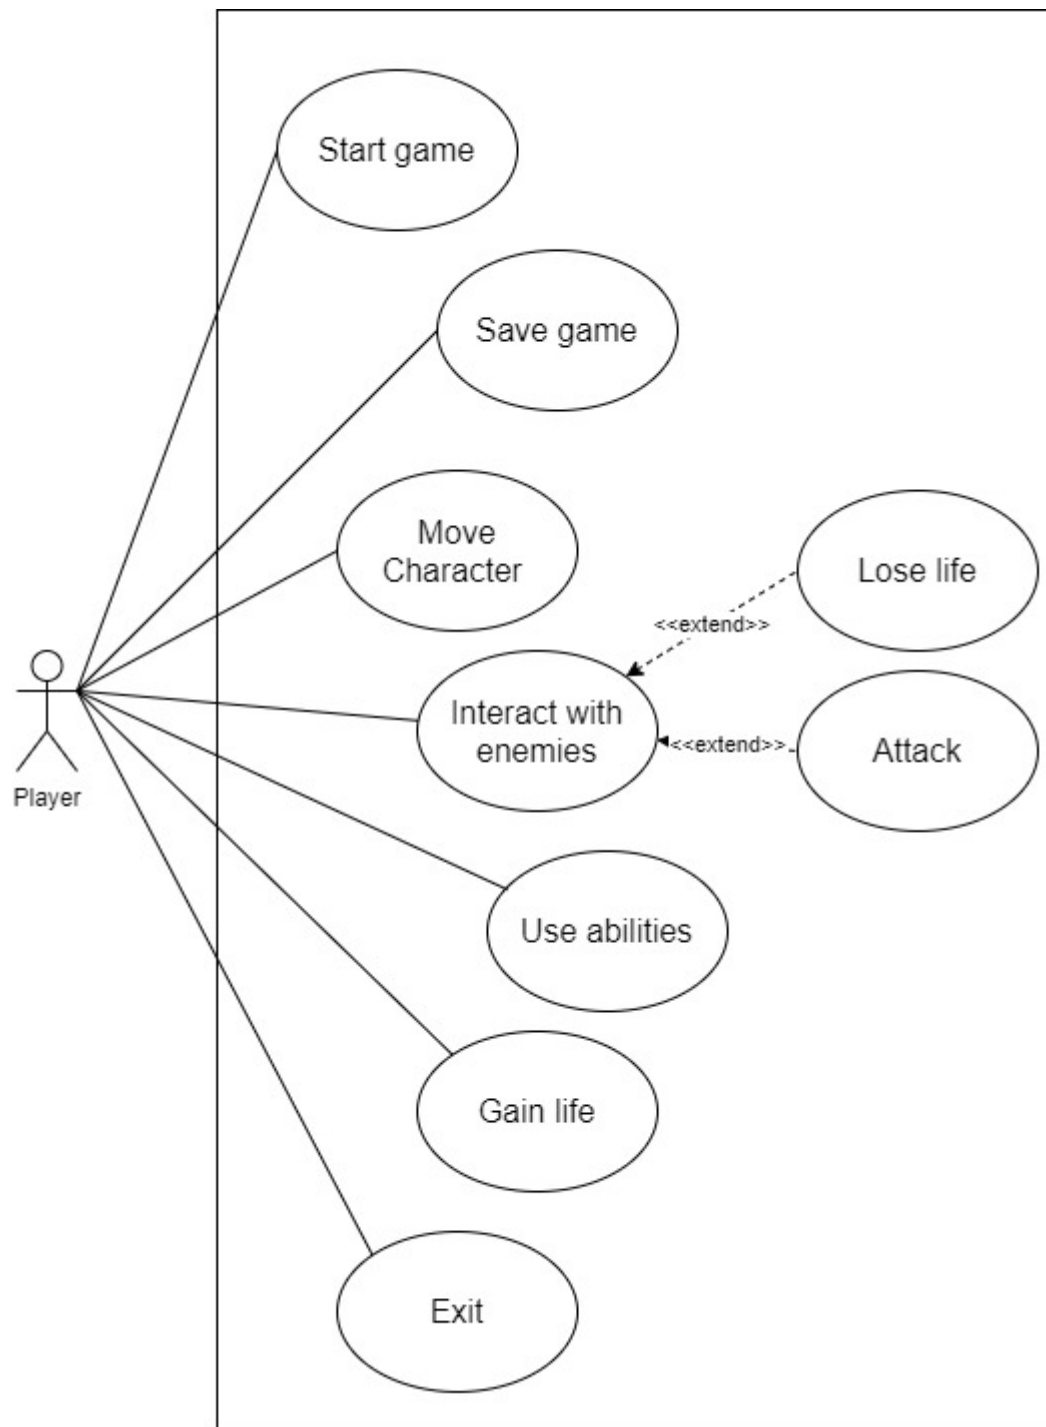 Start game
Save game
Move
Character
Lose life
<<extend>>
Interact with
enemies
<<extend>>
Attack
Player
Use abilities
Gain life
Exit